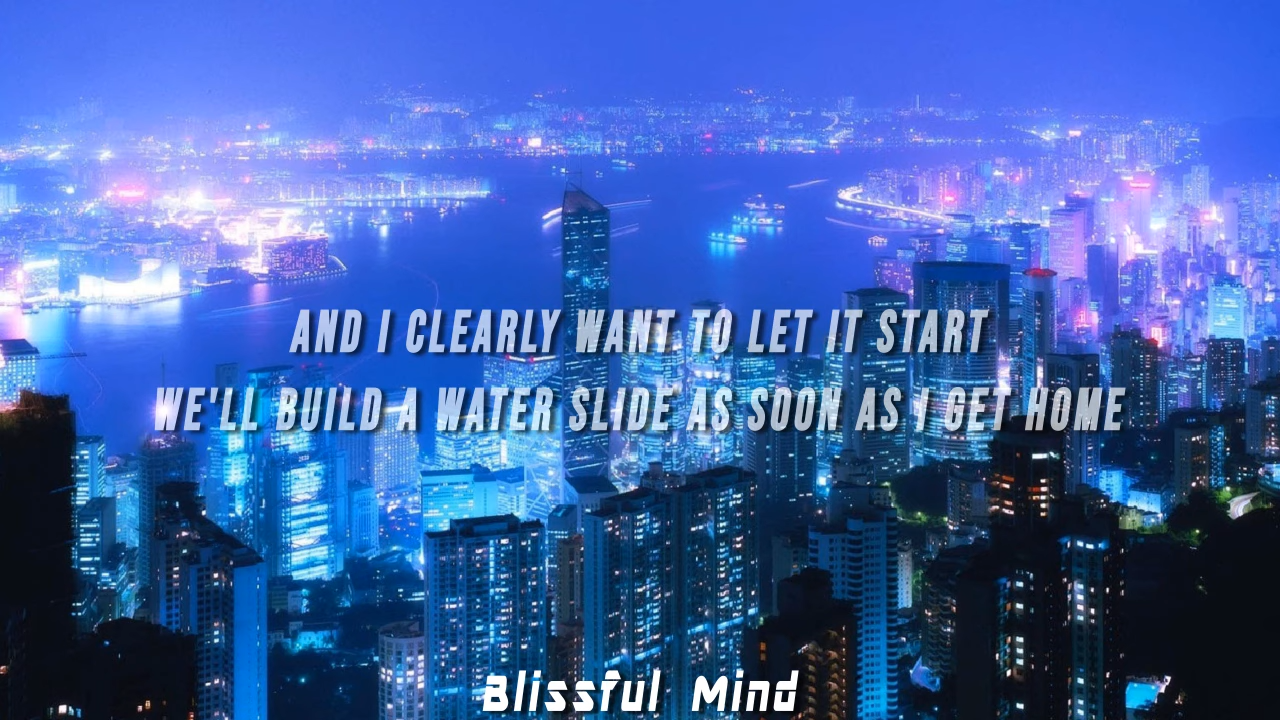 AND I CLEARLY WANT TO LET IT START
WE'LL BUILD A WATER SLIDE AS SOON AS I GET HOME
Blissful Mind